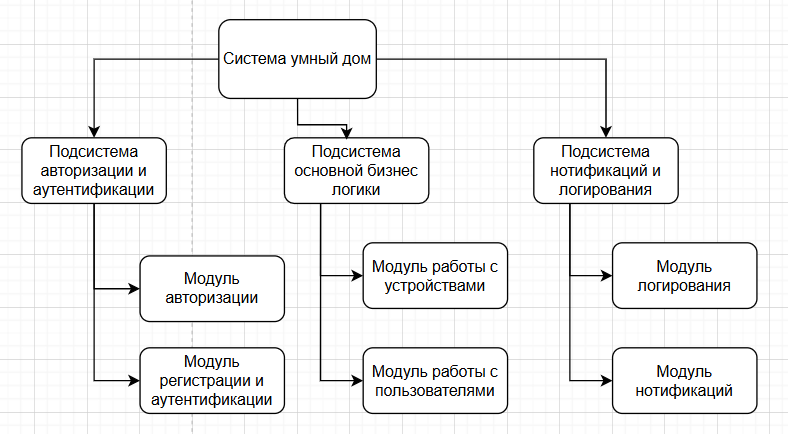 Система умный дом
Подсистема
авторизации и
аутентификации
Подсистема
основной бизнес
логики
Подсистема
нотификаций и
логирования
Модуль
авторизации
Модуль
регистрации и
аутентификации
Модуль работы с
устройствами
Модуль работы с
пользователями
Модуль
логирования
Модуль
нотификаций